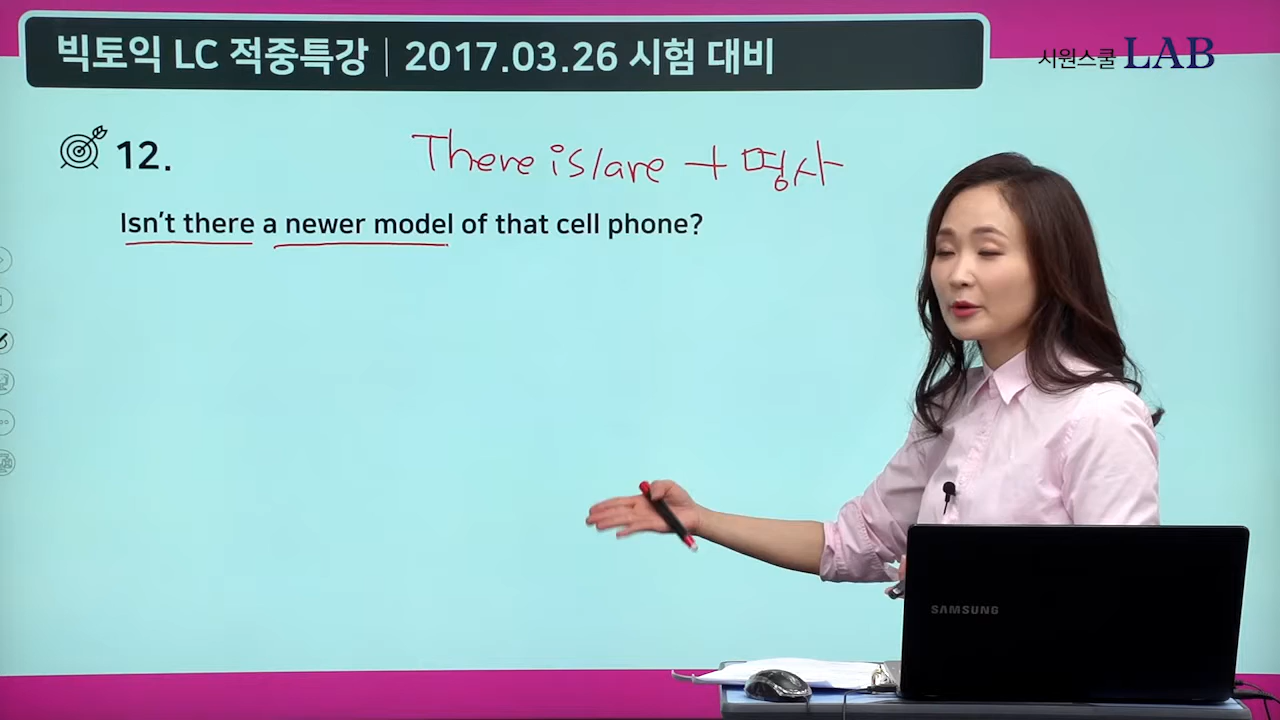 빅토익 LC 적중특강 | 2017.03.26 시험 대비
시원스쿨 LAB
12.
There is/are + 명사
Isn't there a newer model of that cell phone?
SAMSUNG